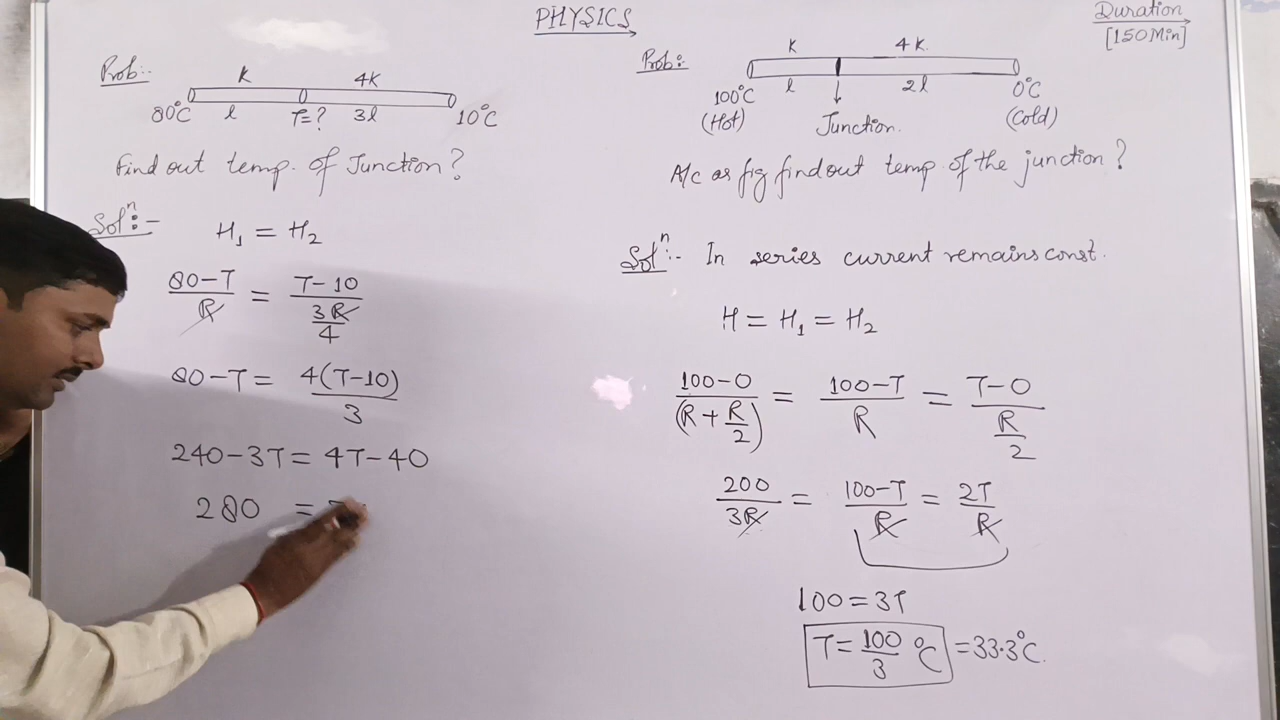 PHYSICS
Duration
[150 Min]
Prob:-
K 4K
80°C l T=? 3l 10°C
Find out temp. of Junction?
Solⁿ:-
H₁ = H₂
80-T/R = T-10/(3R/4)
80-T = 4(T-10)/3
240-3T = 4T-40
280 =
Prob:
K 4K.
l 2l
100°C 0°C
(Hot) Junction. (Cold)
A/c as fig find out temp. of the junction?
Solⁿ:- In series current remains const.
H = H₁ = H₂
100-0/(R+R/2) = 100-T/R = T-0/(R/2)
200/3R = 100-T/R = 2T/R
100 = 3T
T = 100/3 °C = 33.3°C.